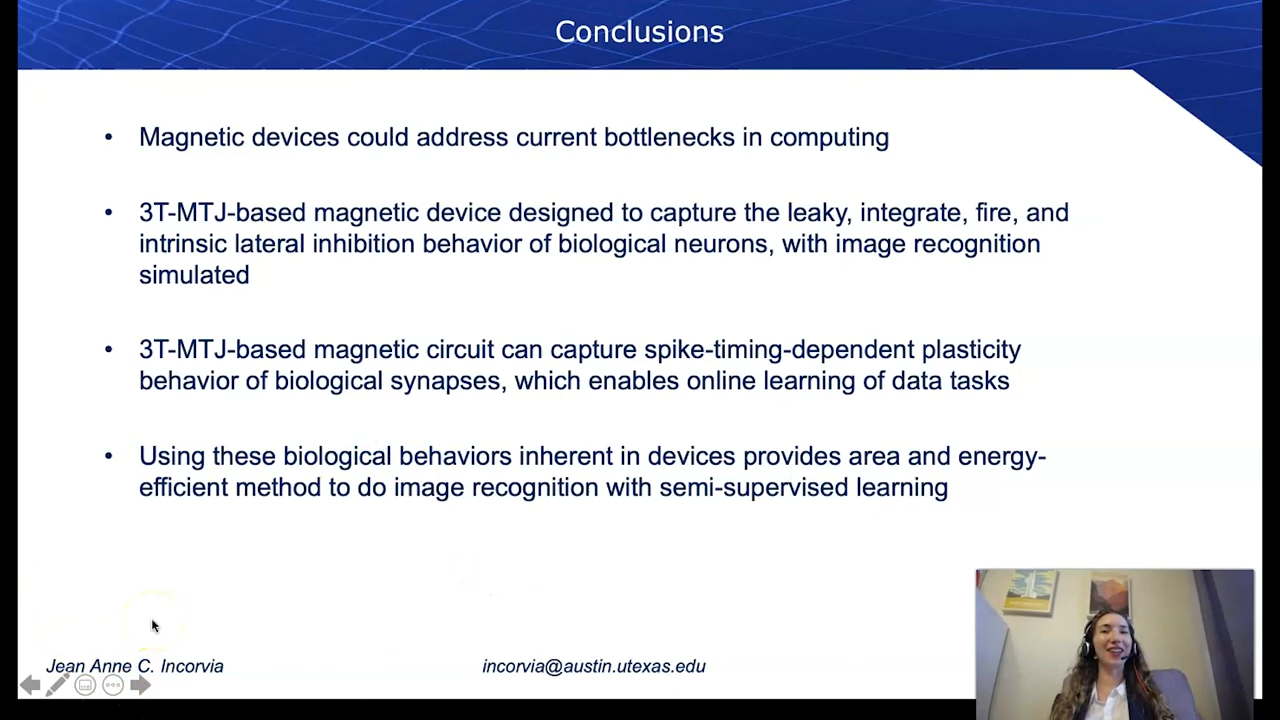 Conclusions
• Magnetic devices could address current bottlenecks in computing
• 3T-MTJ-based magnetic device designed to capture the leaky, integrate, fire, and
intrinsic lateral inhibition behavior of biological neurons, with image recognition
simulated
• 3T-MTJ-based magnetic circuit can capture spike-timing-dependent plasticity
behavior of biological synapses, which enables online learning of data tasks
• Using these biological behaviors inherent in devices provides area and energy-
efficient method to do image recognition with semi-supervised learning
Jean Anne C. Incorvia
incorvia@austin.utexas.edu